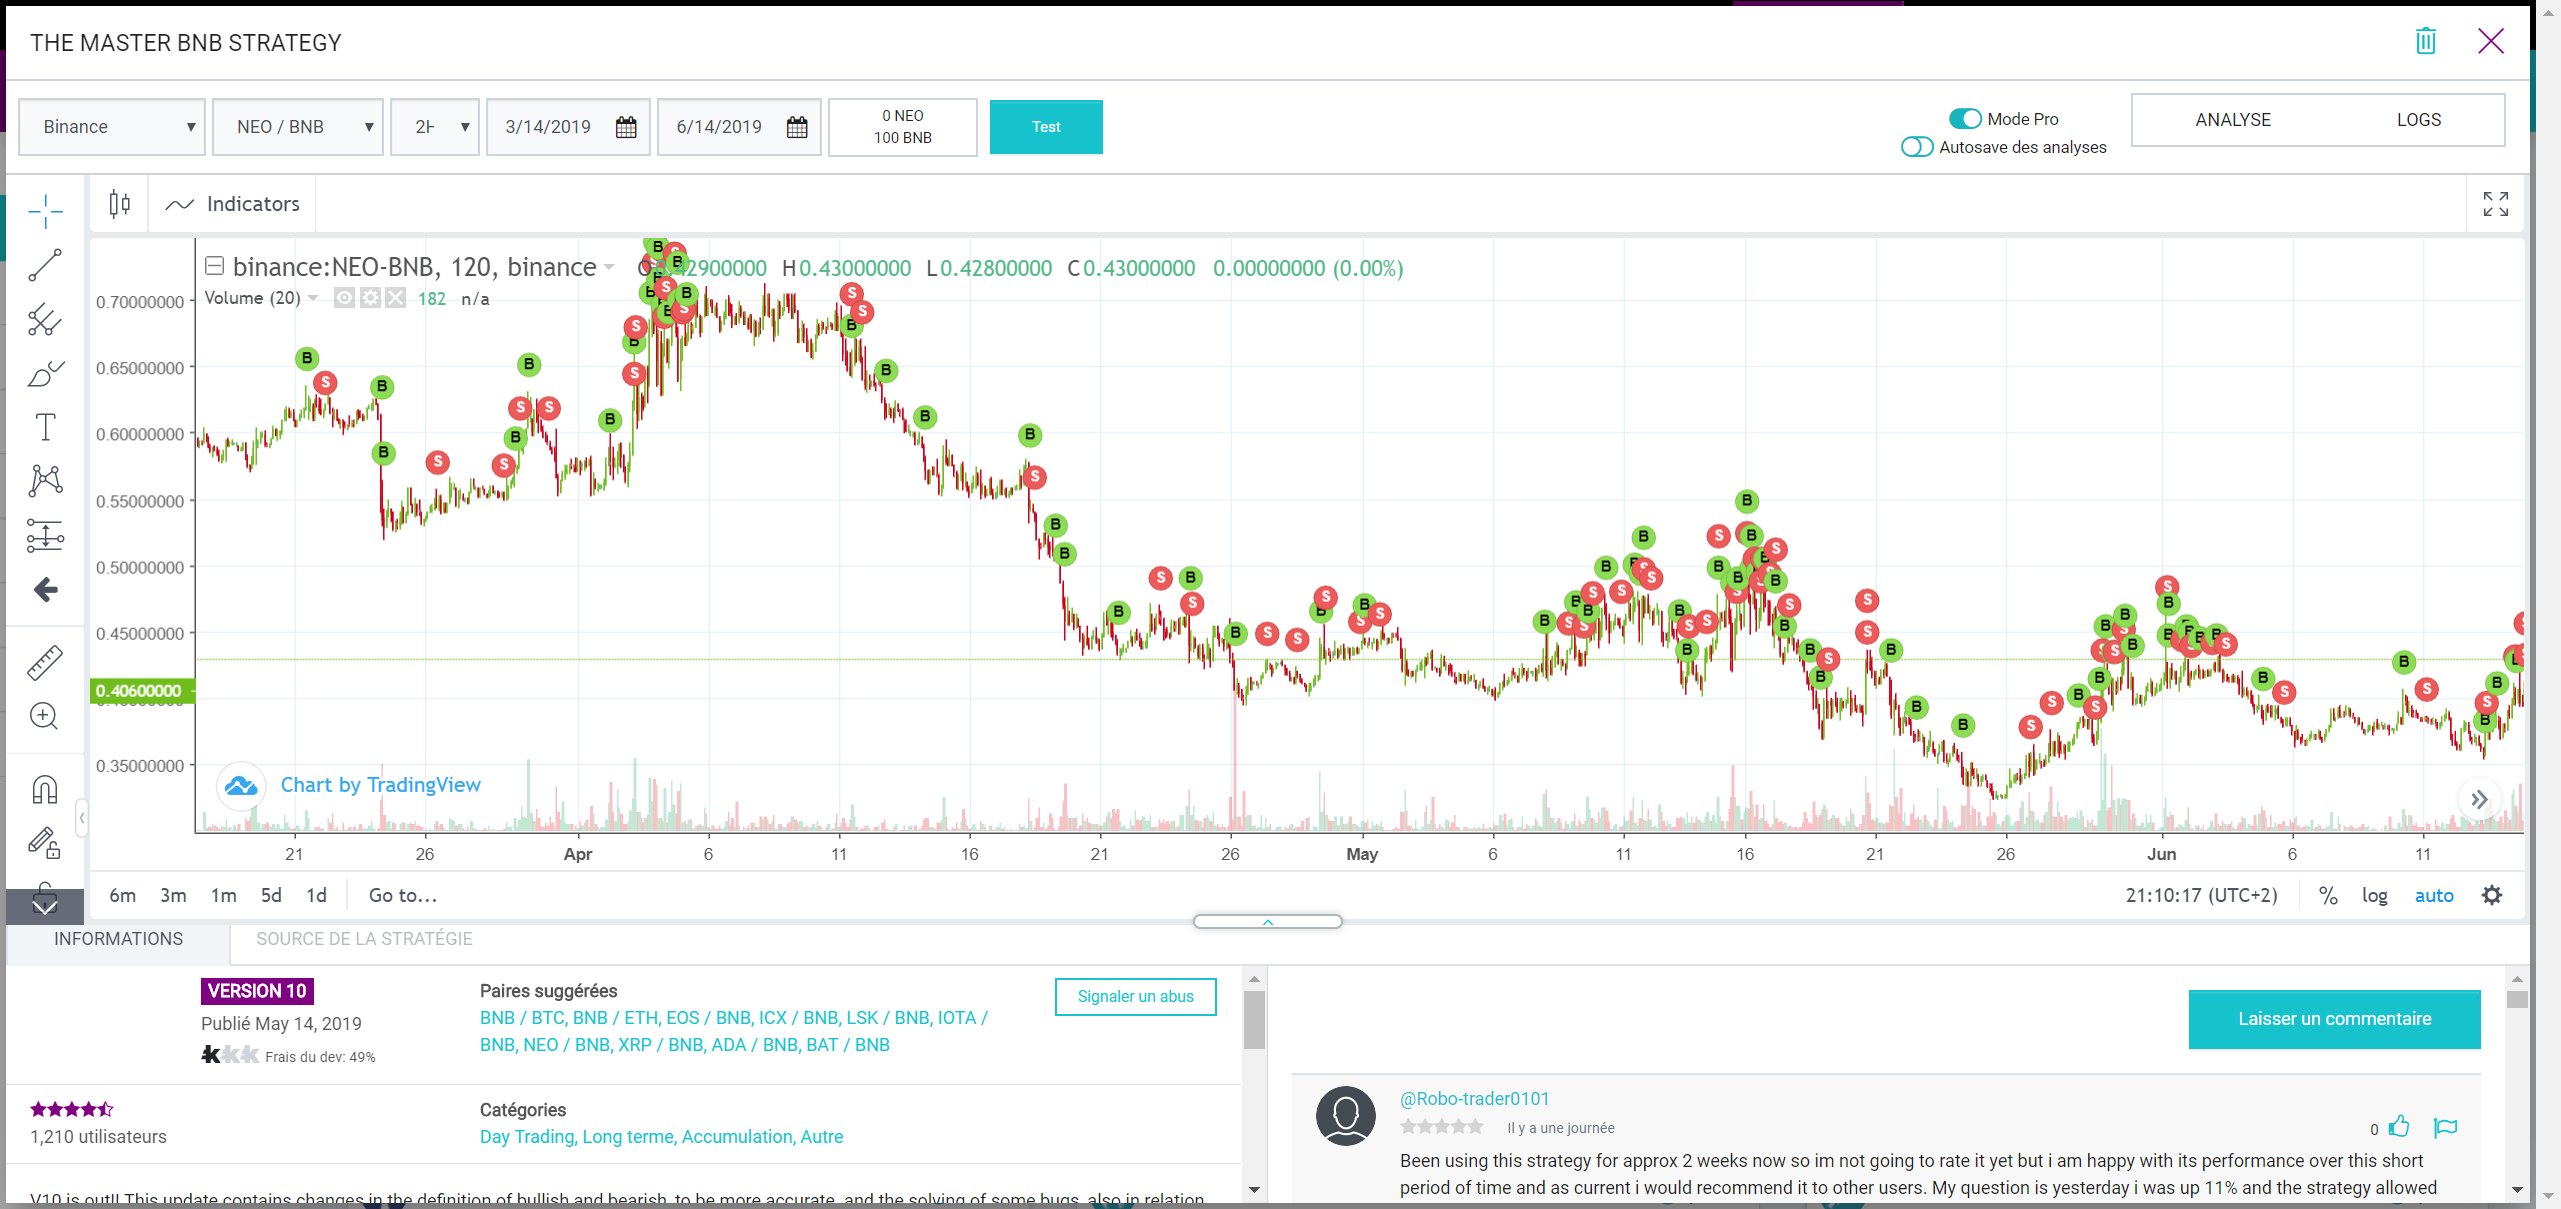 THE MASTER BNB STRATEGY
Binance
NEO / BNB
3/14/2019
6/14/2019
0 NEO
100 BNB
Test
Mode Pro
Autosave des analyses
ANALYSE
LOGS
Indicators
binance:NEO-BNB, 120, binance
H0.43000000 L0.42800000 C0.43000000 0.00000000 (0.00%)
Volume (20) 182 n/a
0.70000000
0.65000000
0.60000000
0.55000000
0.50000000
0.45000000
0.40600000
0.35000000
Chart by TradingView
21 26 Apr 6 11 16 21 26 May 6 11 16 21 26 Jun 6 11
6m 3m 1m 5d 1d Go to...
21:10:17 (UTC+2) % log auto
INFORMATIONS
SOURCE DE LA STRATÉGIE
VERSION 10
Publié May 14, 2019
Frais du dev: 49%
Paires suggérées
BNB / BTC, BNB / ETH, EOS / BNB, ICX / BNB, LSK / BNB, IOTA /
BNB, NEO / BNB, XRP / BNB, ADA / BNB, BAT / BNB
Signaler un abus
1,210 utilisateurs
Catégories
Day Trading, Long terme, Accumulation, Autre
V10 is out!! This update contains changes in the definition of bullish and bearish, to be more accurate, and the solving of some bugs, also in relation
Laisser un commentaire
@Robo-trader0101
Il y a une journée
0
Been using this strategy for approx 2 weeks now so im not going to rate it yet but i am happy with its performance over this short
period of time and as current i would recommend it to other users. My question is yesterday i was up 11% and the strategy allowed